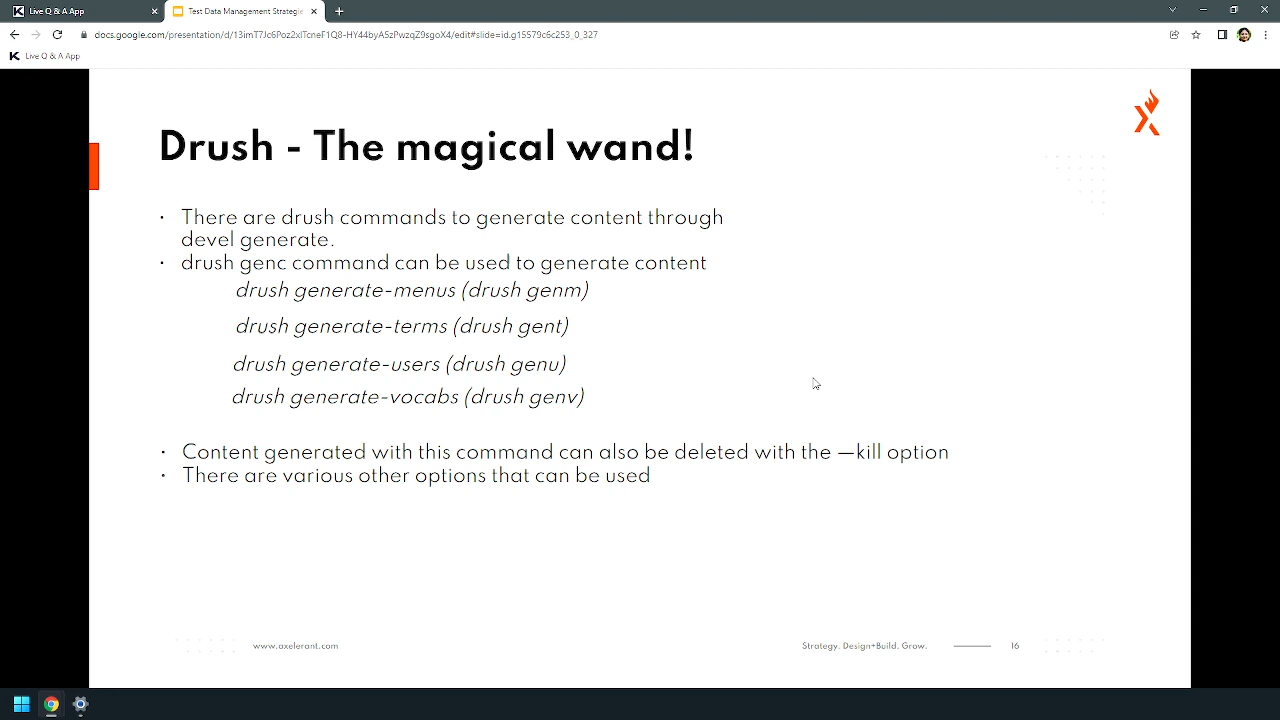 Live Q & A App
Test Data Management Strategie
docs.google.com/presentation/d/13imT7Jc6Poz2xlTcneF1Q8-HY44byA5zPwzqZ9sgoX4/edit#slide=id.g15579c6c253_0_327
Live Q & A App
Drush - The magical wand!
• There are drush commands to generate content through
devel generate.
• drush genc command can be used to generate content
drush generate-menus (drush genm)
drush generate-terms (drush gent)
drush generate-users (drush genu)
drush generate-vocabs (drush genv)
• Content generated with this command can also be deleted with the —kill option
• There are various other options that can be used
www.axelerant.com
Strategy. Design+Build. Grow.
16